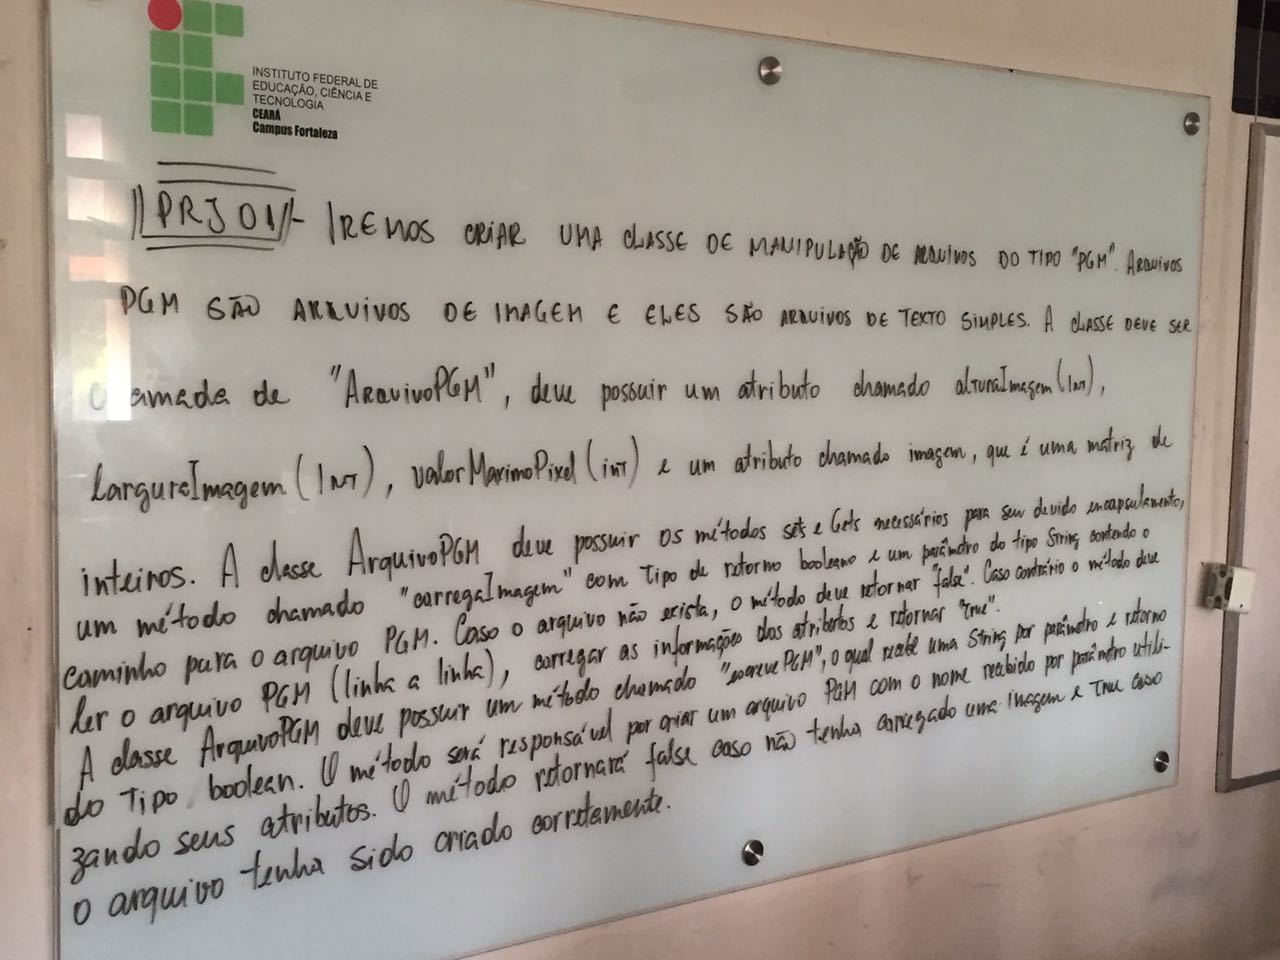 INSTITUTO FEDERAL DE
EDUCAÇÃO, CIÊNCIA E
TECNOLOGIA
CEARÁ
Campus Fortaleza
PRJ01 - IREMOS CRIAR UMA CLASSE DE MANIPULAÇÃO DE ARQUIVOS DO TIPO "PGM". ARQUIVOS
PGM SÃO ARQUIVOS DE IMAGEM E ELES SÃO ARQUIVOS DE TEXTO SIMPLES. A CLASSE DEVE SER
chamada de "ArquivoPGM", deve possuir um atributo chamado alturaImagem (Int),
larguraImagem (Int), valorMaximoPixel (int) e um atributo chamado imagem, que é uma matriz de
inteiros. A classe ArquivoPGM deve possuir os métodos sets e Gets necessários para seu devido encapsulamento,
um método chamado "carregaImagem" com tipo de retorno booleano e um parâmetro do tipo String contendo o
caminho para o arquivo PGM. Caso o arquivo não exista, o método deve retornar "false". Caso contrário o método deve
ler o arquivo PGM (linha a linha), carregar as informações dos atributos e retornar "true".
A classe ArquivoPGM deve possuir um método chamado "escrevePGM", o qual recebe uma String por parâmetro e retorno
do tipo boolean. O método será responsável por criar um arquivo PGM com o nome recebido por parâmetro utili-
zando seus atributos. O método retornará false caso não tenha carregado uma imagem e true caso
o arquivo tenha sido criado corretamente.